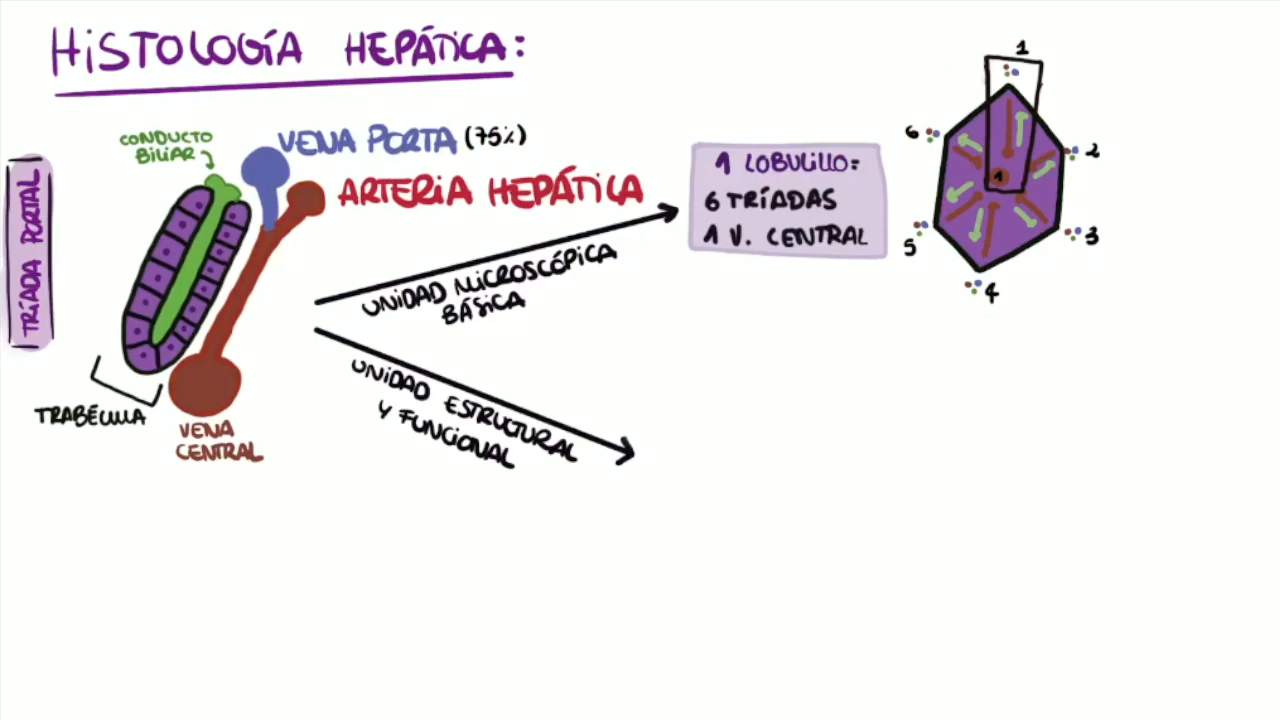 HiSTOLOGÍA HEPÁTICA:
CONDUCTO
BILIAR
VENA PORTA (75%)
ARTERIA HEPÁTICA
TRÍADA PORTAL
TRABÉCULA
VENA
CENTRAL
UNIDAD MICROSCÓPICA
BÁSICA
UNIDAD ESTRUCTURAL
Y FUNCIONAL
1 LOBULILLO:
6 TRÍADAS
1 V. CENTRAL
1
2
3
4
5
6
1